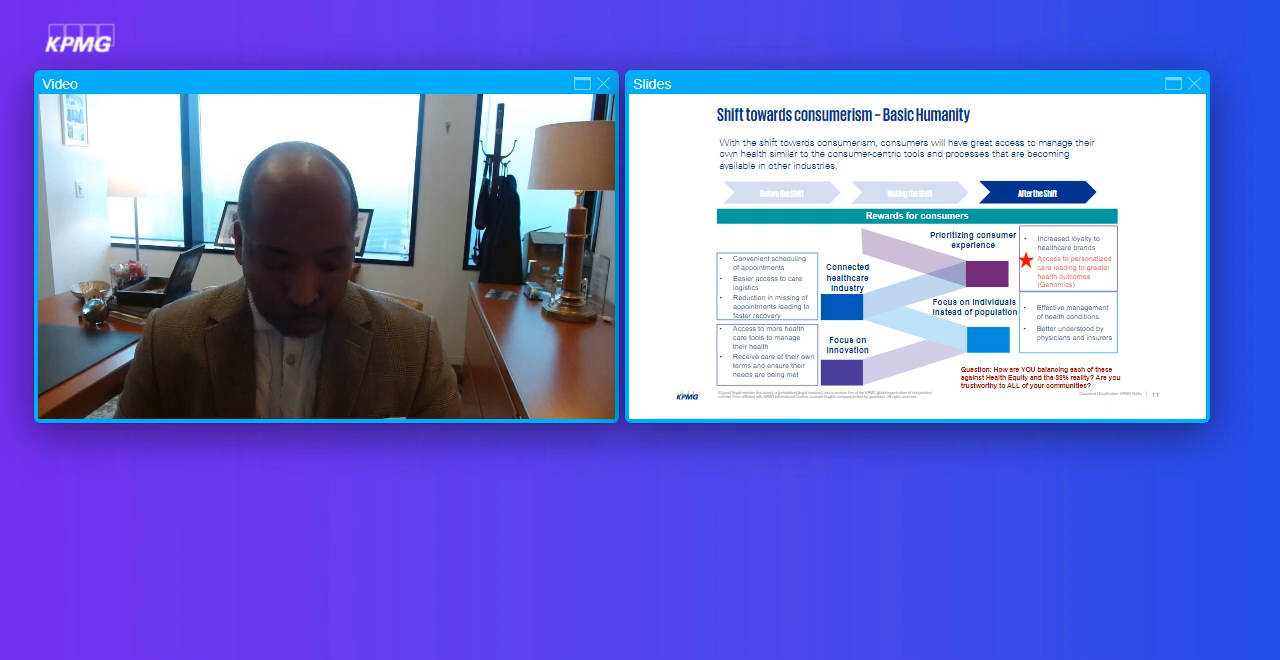 KPMG
Video
Slides
Shift towards consumerism – Basic Humanity
With the shift towards consumerism, consumers will have great access to manage their
own health similar to the consumer-centric tools and processes that are becoming
available in other industries.
Before the Shift
Making the Shift
After the Shift
Rewards for consumers
• Convenient scheduling
of appointments
• Easier access to care
logistics
• Reduction in missing of
appointments leading to
faster recovery
• Access to more health
care tools to manage
their health
• Receive care at their own
terms and ensure their
needs are being met
Connected
healthcare
industry
Focus on
innovation
Prioritizing consumer
experience
Focus on individuals
instead of population
• Increased loyalty to
healthcare brands
• Access to personalized
care leading to greater
health outcomes
(Genomics)
• Effective management
of health conditions
• Better understood by
physicians and insurers
Question: How are YOU balancing each of these
against Health Equity and the 33% reality? Are you
trustworthy to ALL of your communities?
KPMG
Document Classification: KPMG Public
11